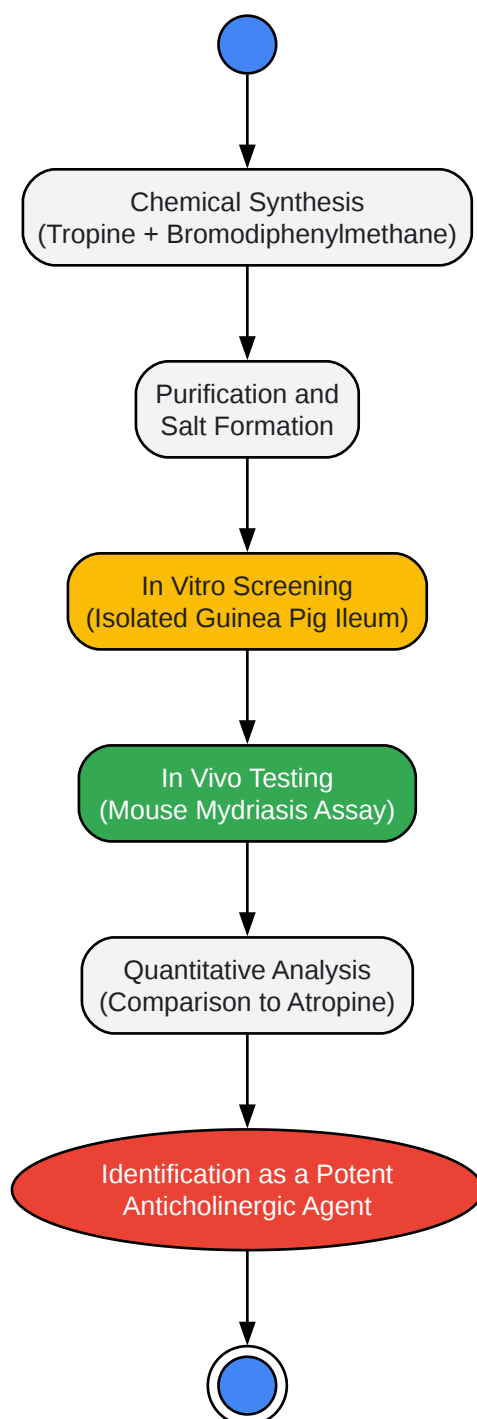 Chemical Synthesis
(Tropine + Bromodiphenylmethane)
Purification and
Salt Formation
In Vitro Screening
(Isolated Guinea Pig Ileum)
In Vivo Testing
(Mouse Mydriasis Assay)
Quantitative Analysis
(Comparison to Atropine)
Identification as a Potent
Anticholinergic Agent